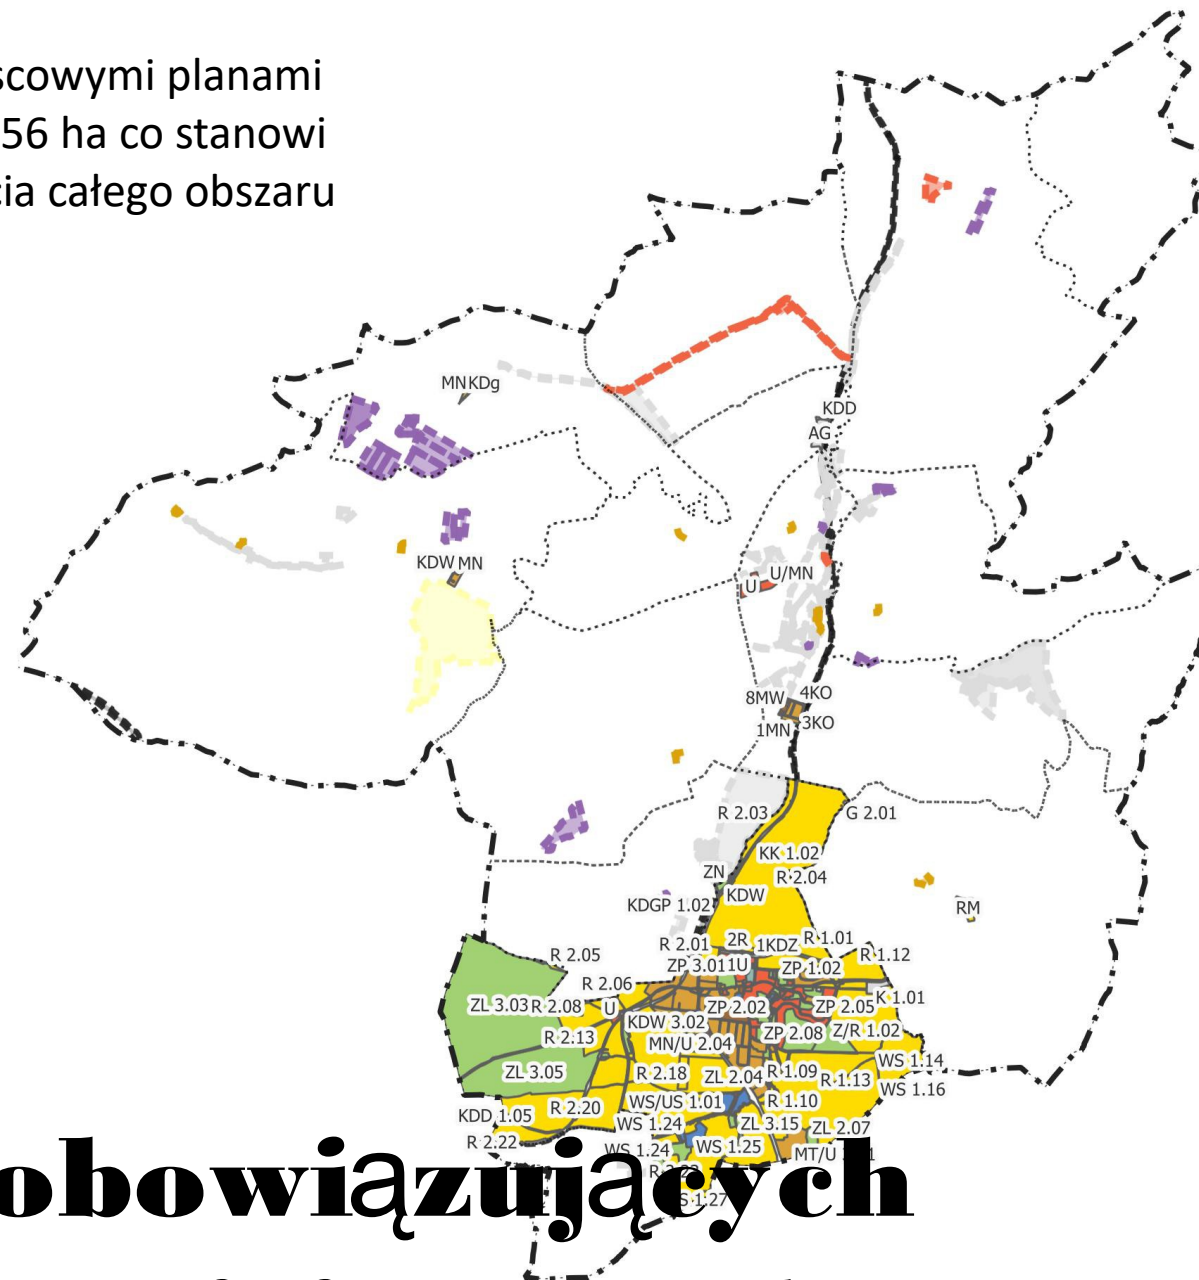 scowymi planami
56 ha co stanowi
cia całego obszaru
MN KDg
KDD
AG
KDW MN
U U/MN
8MW 4KO
1MN 3KO
R 2.03 G 2.01
KK 1.02
ZN R 2.04
KDW
KDGP 1.02 RM
R 2.01 2R 1KDZ R 1.01
R 2.05 ZP 3.01 1U ZP 1.02 R 1.12
R 2.06
ZL 3.03 R 2.08 U ZP 2.02 ZP 2.05 K 1.01
KDW 3.02
R 2.13 MN/U 2.04 ZP 2.08 Z/R 1.02
WS 1.14
ZL 3.05 R 2.18 ZL 2.04 R 1.09 R 1.13
WS 1.16
KDD 1.05 R 2.20 WS/US 1.01 R 1.10
WS 1.24 ZL 3.15 ZL 2.07
R 2.22 WS 1.24 WS 1.25 MT/U
S 1.27
obowiązujących